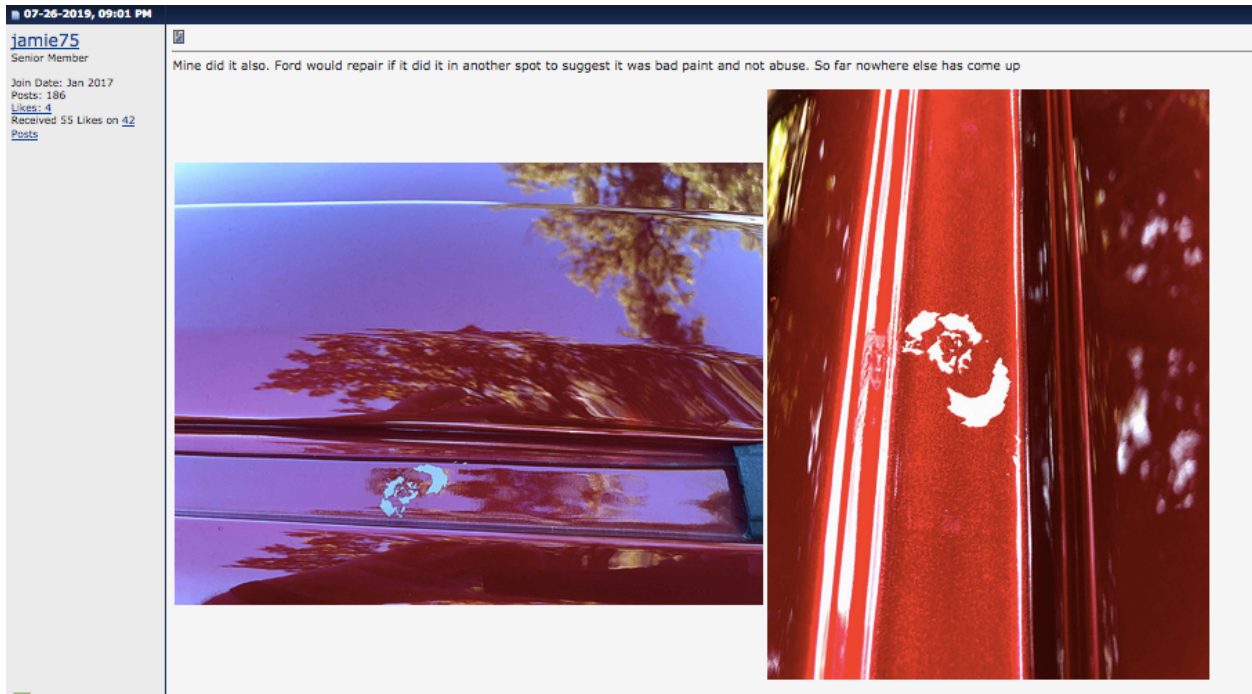 07-26-2019, 09:01 PM
jamie75
Senior Member
Join Date: Jan 2017
Posts: 186
Likes: 4
Received 55 Likes on 42
Posts
Mine did it also. Ford would repair if it did it in another spot to suggest it was bad paint and not abuse. So far nowhere else has come up